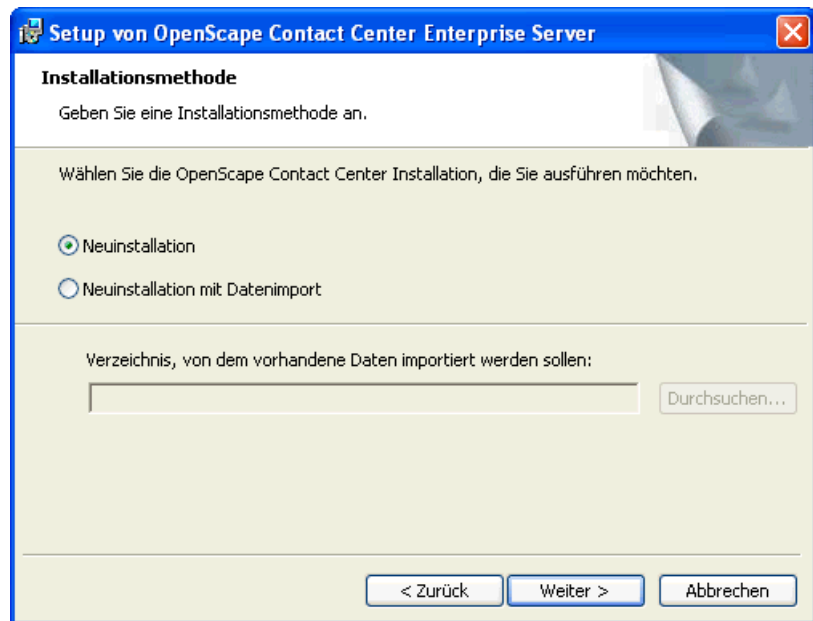 Setup von OpenScape Contact Center Enterprise Server
Installationsmethode
Geben Sie eine Installationsmethode an.
Wählen Sie die OpenScape Contact Center Installation, die Sie ausführen möchten.
Neuinstallation
Neuinstallation mit Datenimport
Verzeichnis, von dem vorhandene Daten importiert werden sollen:
Durchsuchen...
< Zurück Weiter > Abbrechen